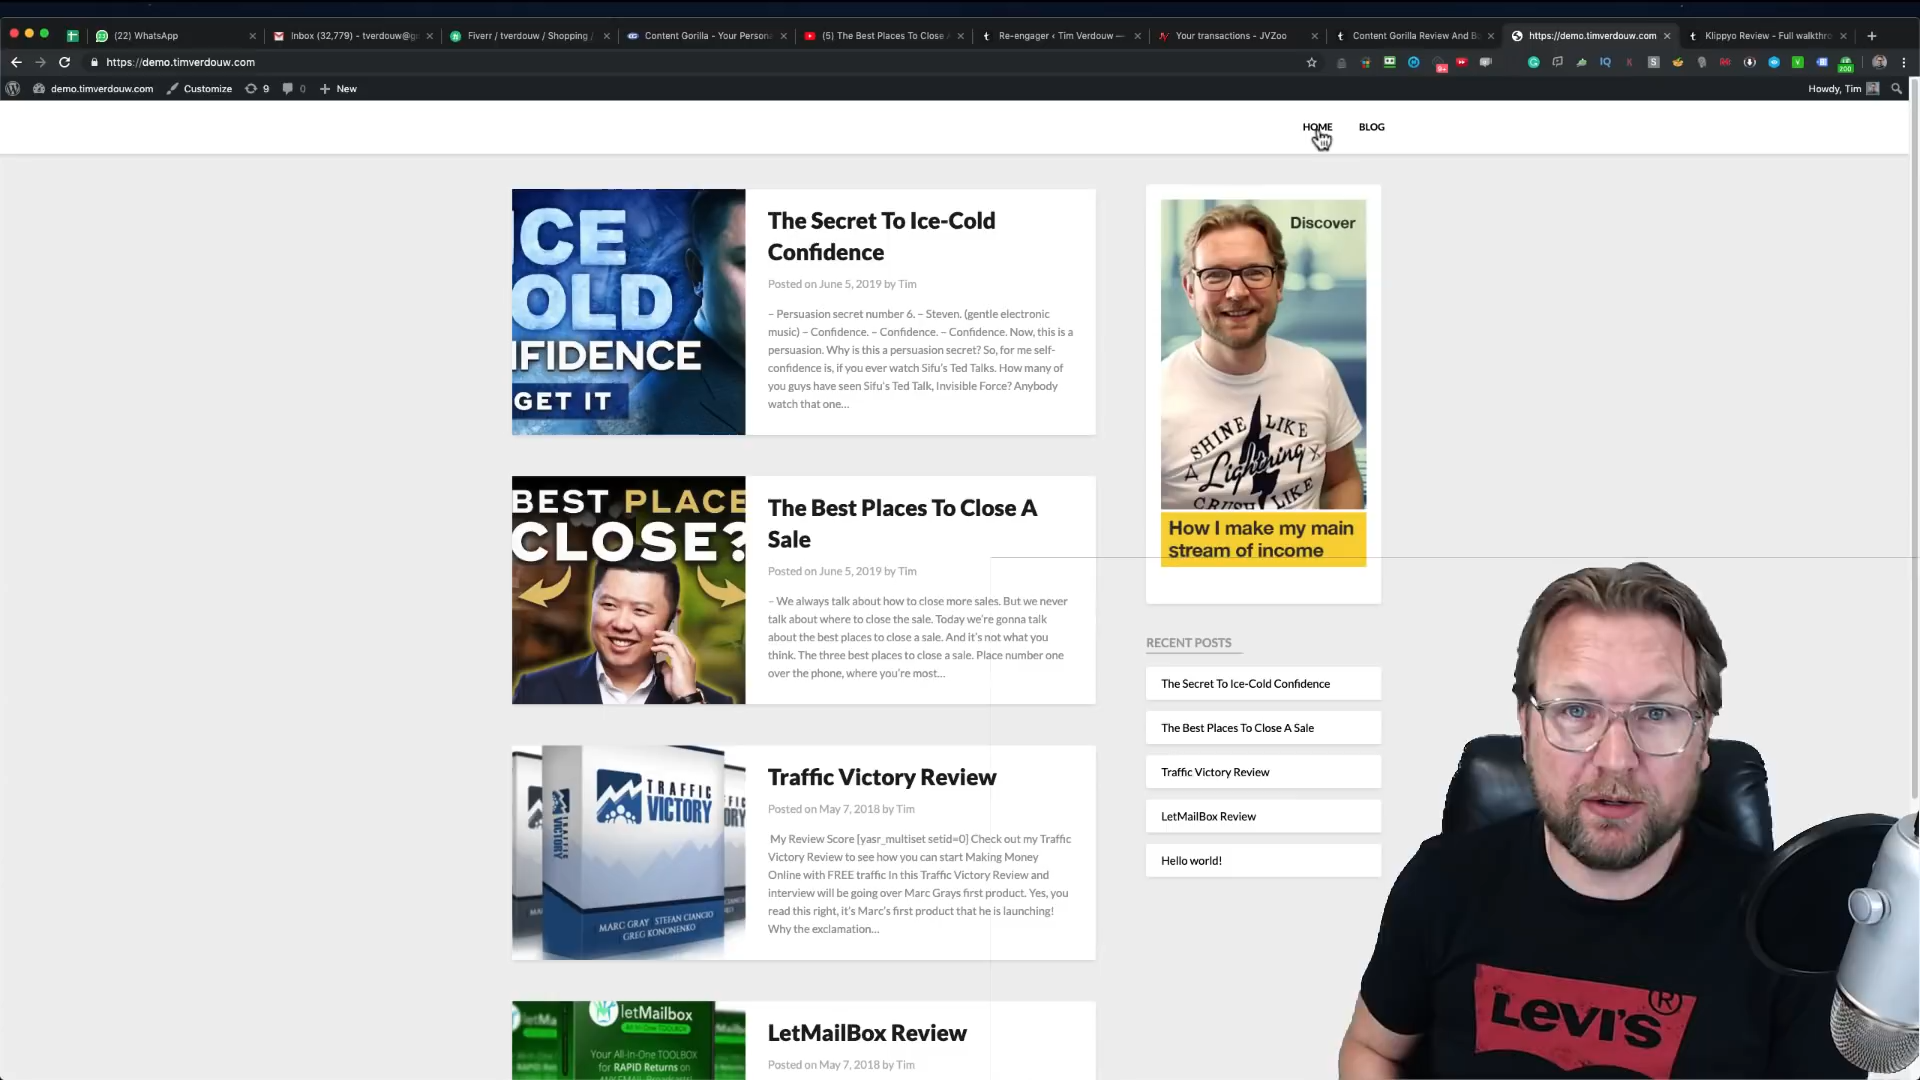 (22) WhatsApp
Inbox (32,779) - tverdouw@g
Fiverr / tverdouw / Shopping /
Content Gorilla - Your Persona
(5) The Best Places To Close
Re-engager ‹ Tim Verdouw —
Your transactions - JVZoo
Content Gorilla Review And B
https://demo.timverdouw.com
Klippyo Review - Full walkthr
https://demo.timverdouw.com
demo.timverdouw.com
Customize
9
0
New
Howdy, Tim
HOME
BLOG
ICE
COLD
NFIDENCE
GET IT
The Secret To Ice-Cold
Confidence
Posted on June 5, 2019 by Tim
– Persuasion secret number 6. – Steven. (gentle electronic
music) – Confidence. – Confidence. – Confidence. Now, this is a
persuasion. Why is this a persuasion secret? So, for me self-
confidence is, if you ever watch Sifu's Ted Talks. How many of
you guys have seen Sifu's Ted Talk, Invisible Force? Anybody
watch that one...
BEST PLACE
CLOSE?
The Best Places To Close A
Sale
Posted on June 5, 2019 by Tim
– We always talk about how to close more sales. But we never
talk about where to close the sale. Today we're gonna talk
about the best places to close a sale. And it's not what you
think. The three best places to close a sale. Place number one
over the phone, where you're most...
TRAFFIC
VICTORY
TRAFFIC
VICTORY
MARC GRAY STEFAN CIANCIO
GREG KONONENKO
Traffic Victory Review
Posted on May 7, 2018 by Tim
My Review Score [yasr_multiset setid=0] Check out my Traffic
Victory Review to see how you can start Making Money
Online with FREE traffic In this Traffic Victory Review and
interview will be going over Marc Grays first product. Yes, you
read this right, it's Marc's first product that he is launching!
Why the exclamation...
letMailbox
All-In-One TOOLBOX
Your All-In-One TOOLBOX
for RAPID Returns on
LetMailBox Review
Posted on May 7, 2018 by Tim
Discover
SHINE LIKE
Lightning
CRUSH LIKE
How I make my main
stream of income
RECENT POSTS
The Secret To Ice-Cold Confidence
The Best Places To Close A Sale
Traffic Victory Review
LetMailBox Review
Hello world!
LEVI'S
®